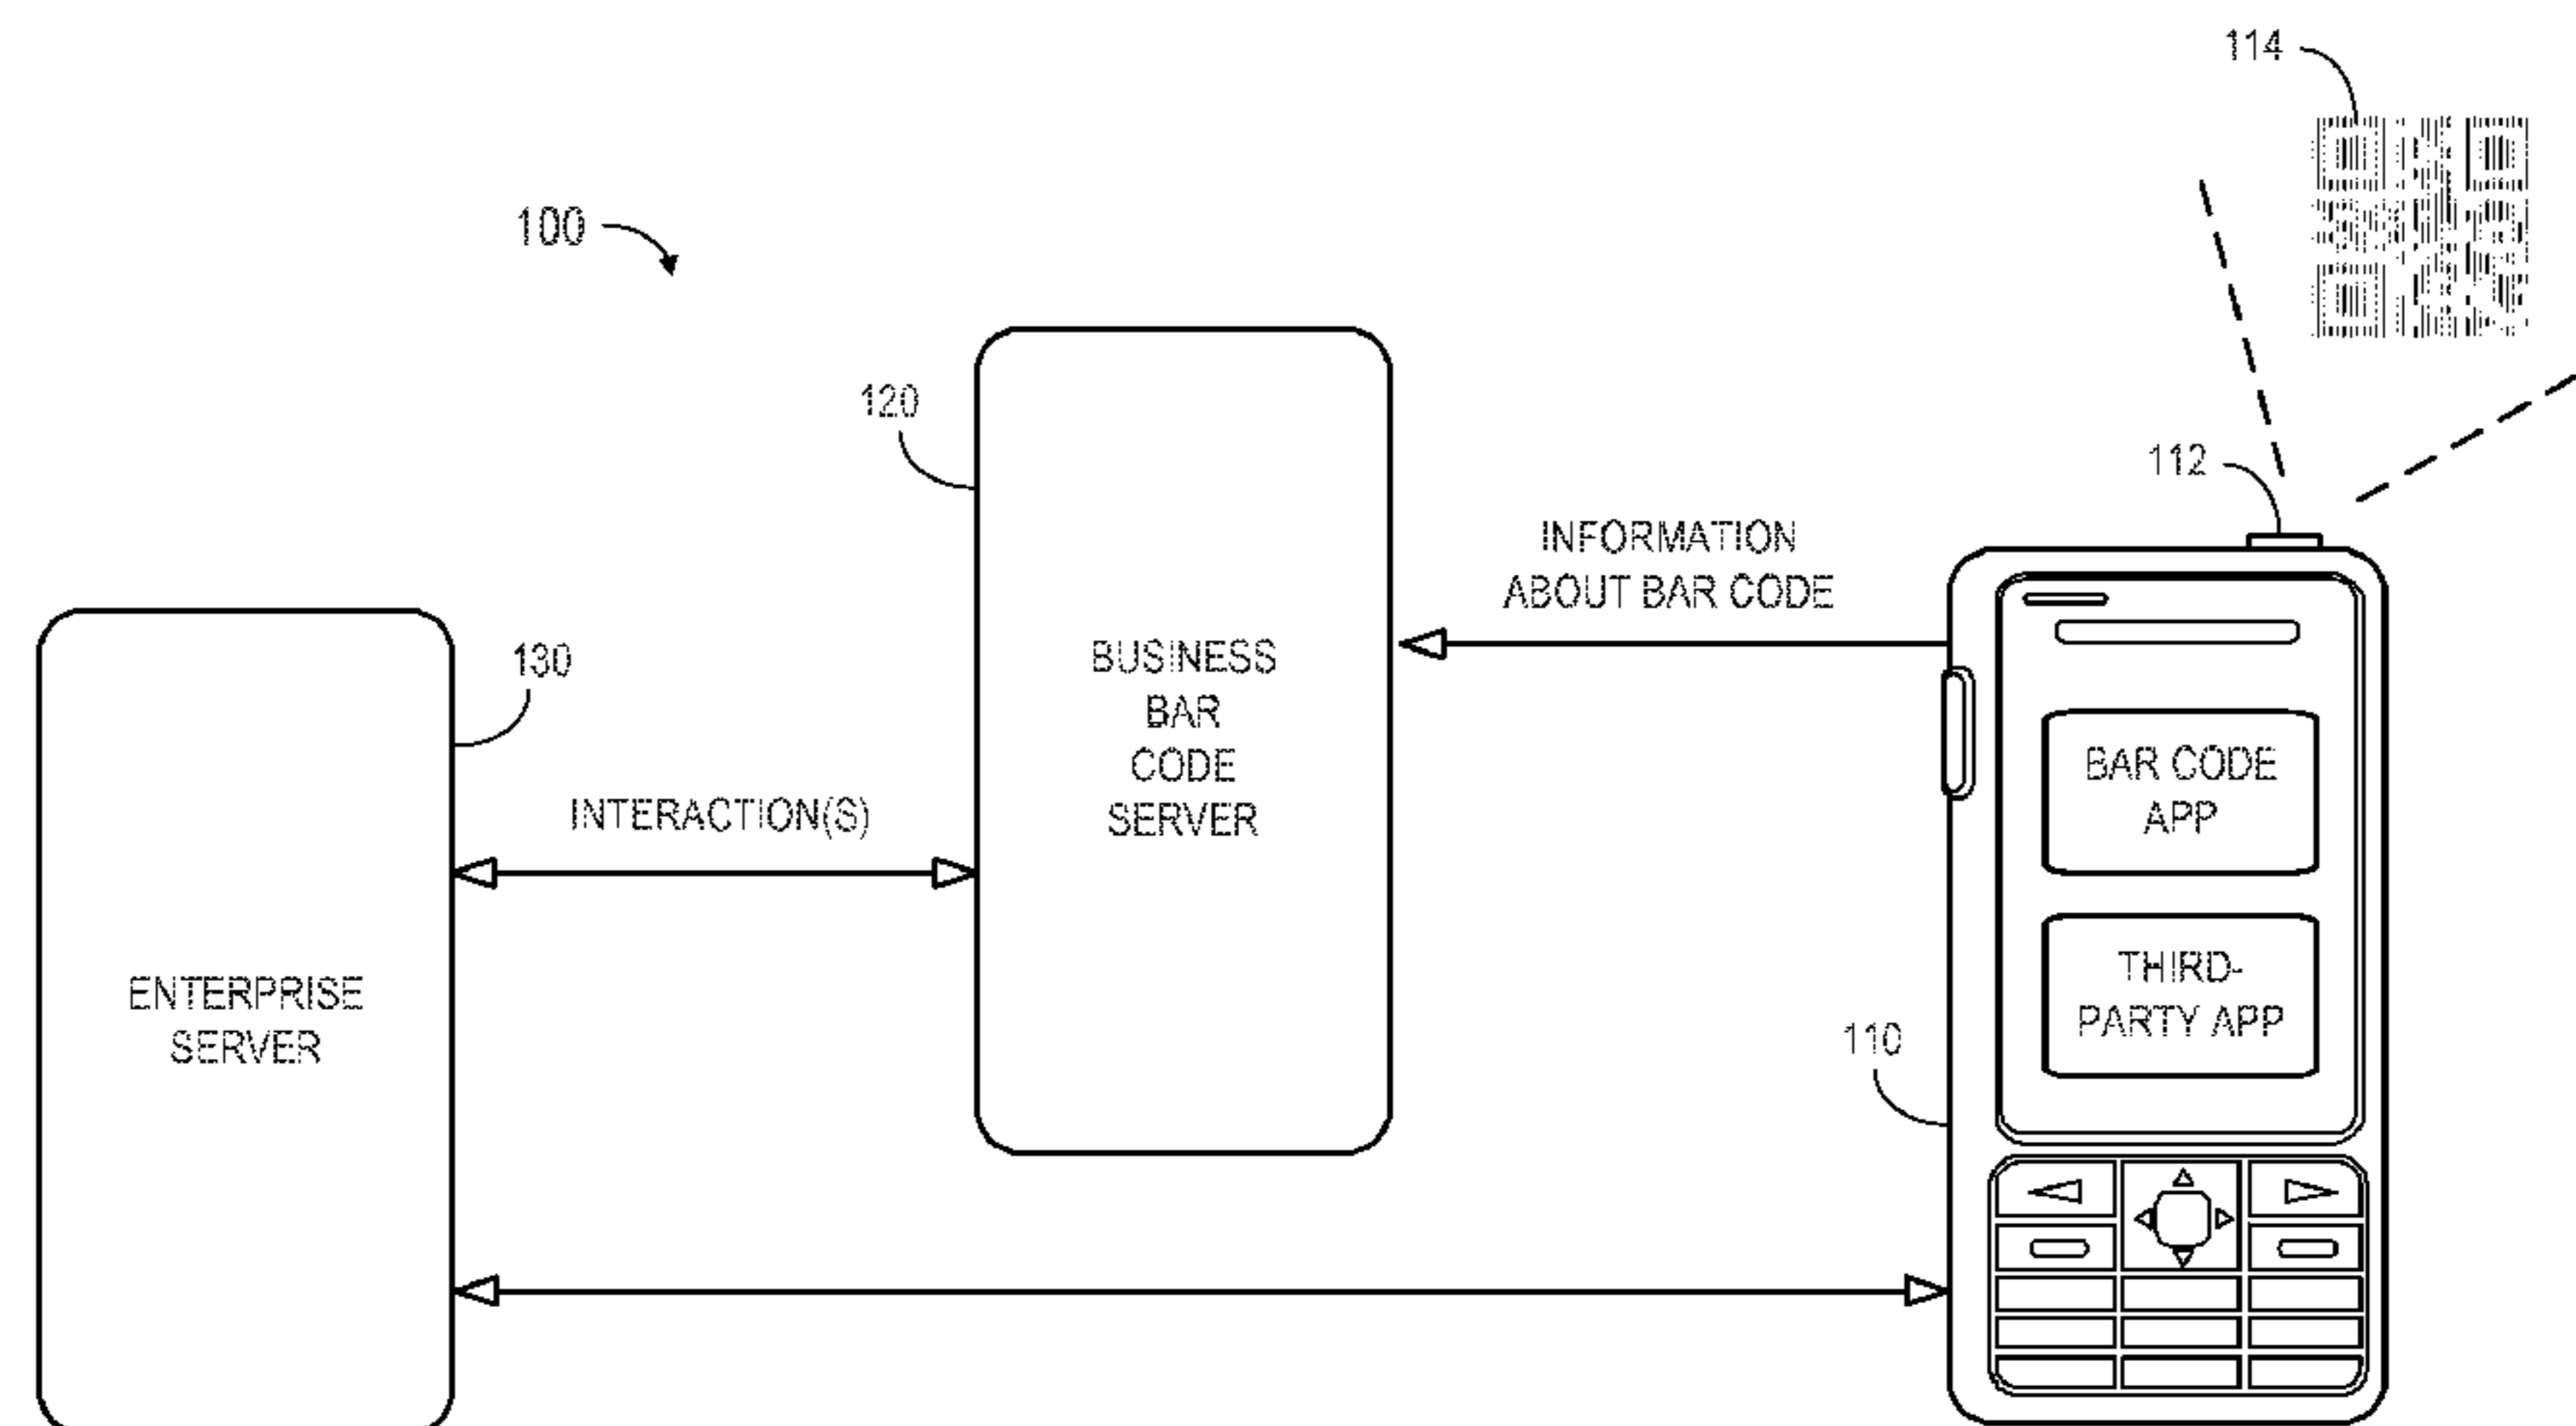 114
100
120
112
INFORMATION
ABOUT BAR CODE
130
BUSINESS
BAR
CODE
SERVER
BAR CODE
APP
INTERACTION(S)
THIRD-
PARTY APP
ENTERPRISE
SERVER
110